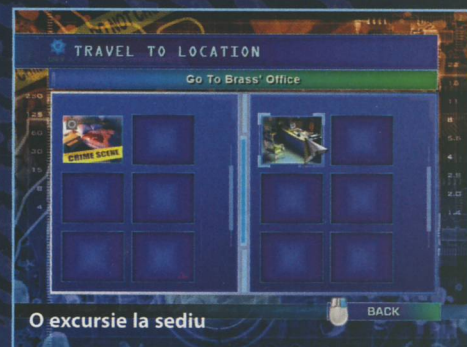 TRAVEL TO LOCATION
Go To Brass' Office
CRIME SCENE
BACK
O excursie la sediu